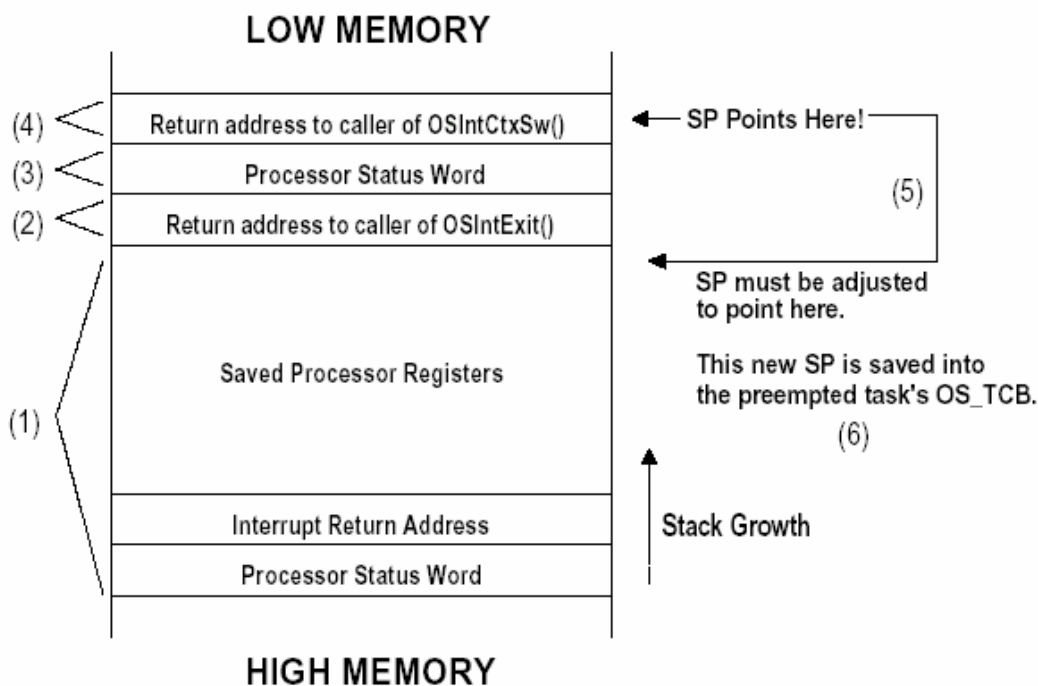 LOW MEMORY
(4)
Return address to caller of OSIntCtxSw()
SP Points Here!
(3)
Processor Status Word
(5)
(2)
Return address to caller of OSIntExit()
SP must be adjusted
to point here.
Saved Processor Registers
This new SP is saved into
the preempted task's OS_TCB.
(1)
(6)
Interrupt Return Address
Stack Growth
Processor Status Word
HIGH MEMORY